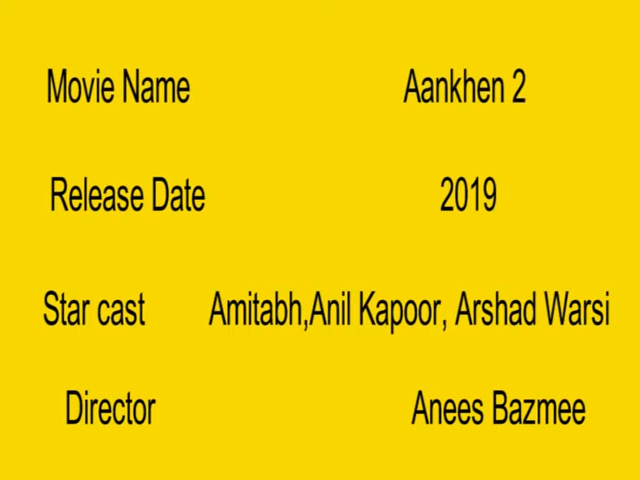 Movie Name Aankhen 2
Release Date 2019
Star cast Amitabh,Anil Kapoor, Arshad Warsi
Director Anees Bazmee